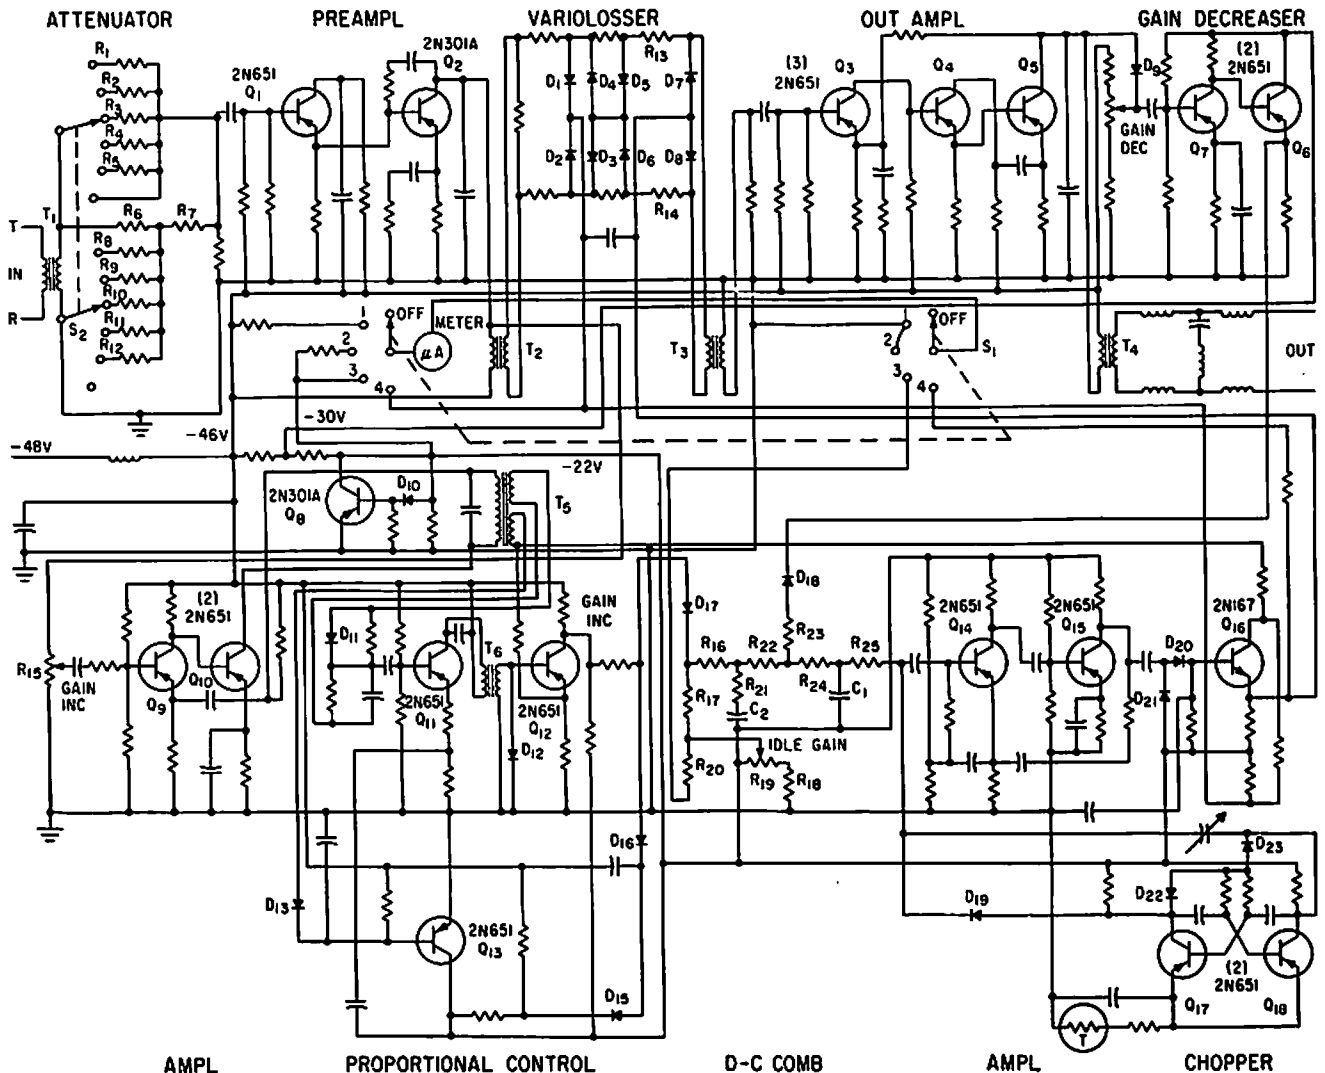 ATTENUATOR PREAMPL VARIOLOSSER OUT AMPL GAIN DECREASER
R1
R2
R3
R4
R5
2N651
Q1
2N301A
Q2
R13
D1 D4 D5 D7
D2 D3 D6 D8
R14
(3)
2N651
Q3 Q4 Q5
D9
GAIN
DEC
(2)
2N651
Q7 Q6
T
IN
R
T1
R6 R7
R8
R9
R10
R11
R12
S2
OFF
METER
μA
2
3
4
T2
T3
OFF
2
3
4
S1
T4
OUT
-30V
-46V
-48V
-22V
2N301A
Q8
D10
T5
(2)
2N651
Q10
Q9
R15
GAIN
INC
D11
T6
2N651
Q11
GAIN
INC
2N651
Q12
D12
D17
D18
R16 R22 R23
R24 R25
R21
C2
C1
R17
IDLE GAIN
R20
R19 R18
2N651
Q14
2N651
Q15
D20
D21
2N167
Q16
D16
D13
2N651
Q13
D15
D19
D22
D23
(2)
2N651
Q17 Q18
T
AMPL PROPORTIONAL CONTROL D-C COMB AMPL CHOPPER